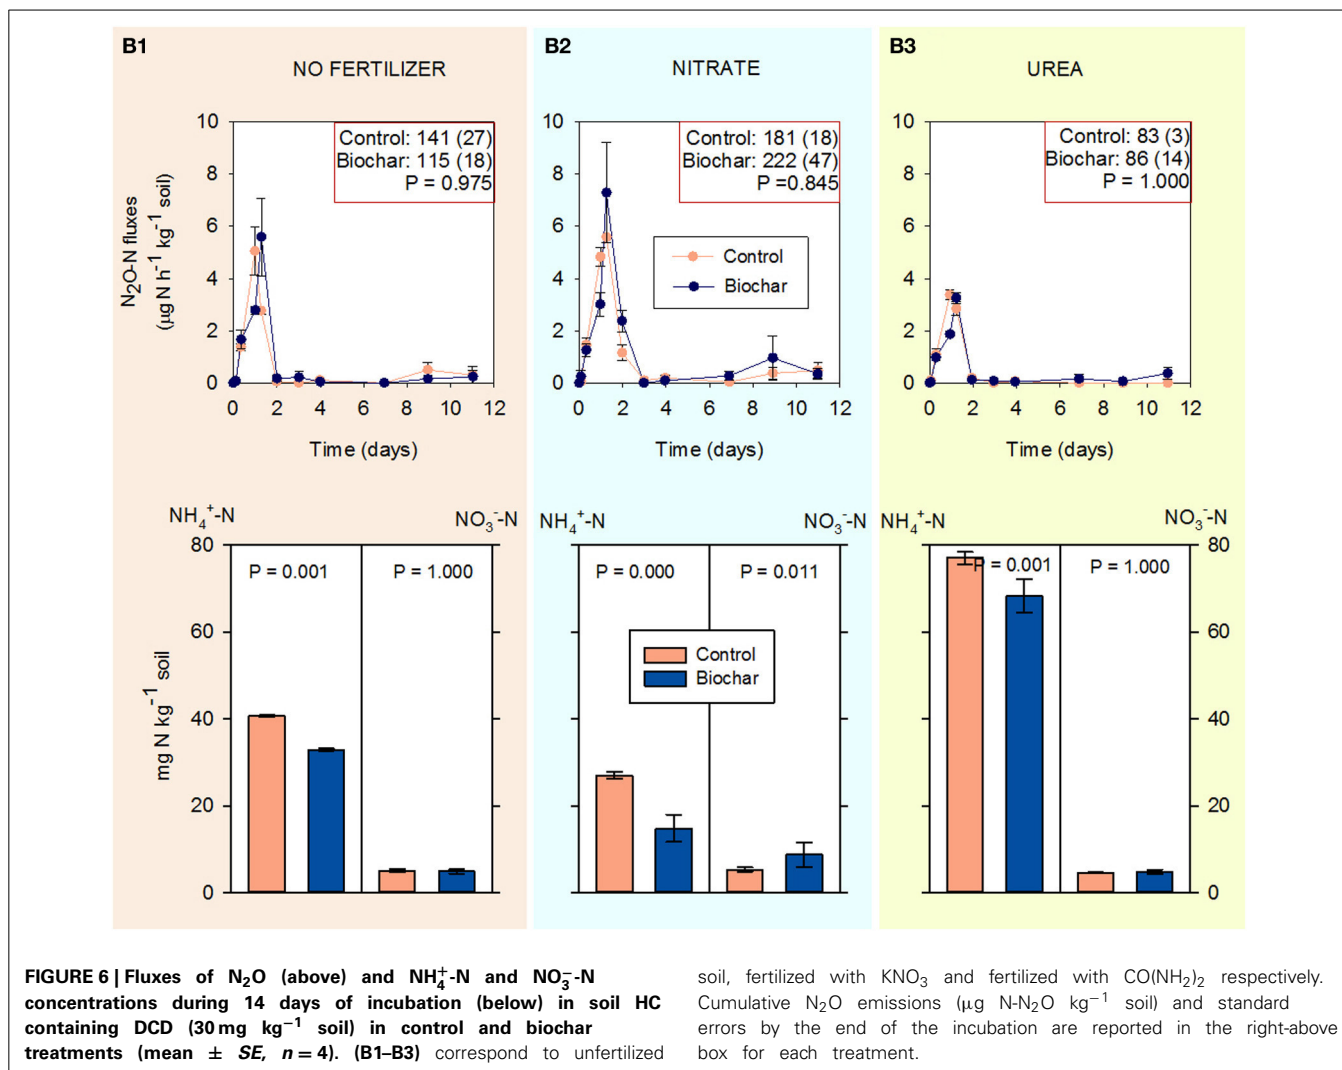 B1
B2
B3
NO FERTILIZER
NITRATE
UREA
Control: 141 (27)
Biochar: 115 (18)
P = 0.975
Control: 181 (18)
Biochar: 222 (47)
P =0.845
Control: 83 (3)
Biochar: 86 (14)
P = 1.000
N₂O-N fluxes
(µg N h⁻¹ kg⁻¹ soil)
10
8
6
4
2
0
10
8
6
4
2
0
10
8
6
4
2
0
Control
Biochar
0 2 4 6 8 10 12
0 2 4 6 8 10 12
0 2 4 6 8 10 12
Time (days)
Time (days)
Time (days)
NH₄⁺-N
NO₃⁻-N
NH₄⁺-N
NO₃⁻-N
NH₄⁺-N
NO₃⁻-N
mg N kg⁻¹ soil
80
60
40
20
0
P = 0.001
P = 1.000
P = 0.000
P = 0.011
P = 0.001
P = 1.000
Control
Biochar
80
60
40
20
0
FIGURE 6 | Fluxes of N₂O (above) and NH₄⁺-N and NO₃⁻-N
concentrations during 14 days of incubation (below) in soil HC
containing DCD (30 mg kg⁻¹ soil) in control and biochar
treatments (mean ± SE, n = 4). (B1–B3) correspond to unfertilized
soil, fertilized with KNO₃ and fertilized with CO(NH₂)₂ respectively.
Cumulative N₂O emissions (µg N-N₂O kg⁻¹ soil) and standard
errors by the end of the incubation are reported in the right-above
box for each treatment.